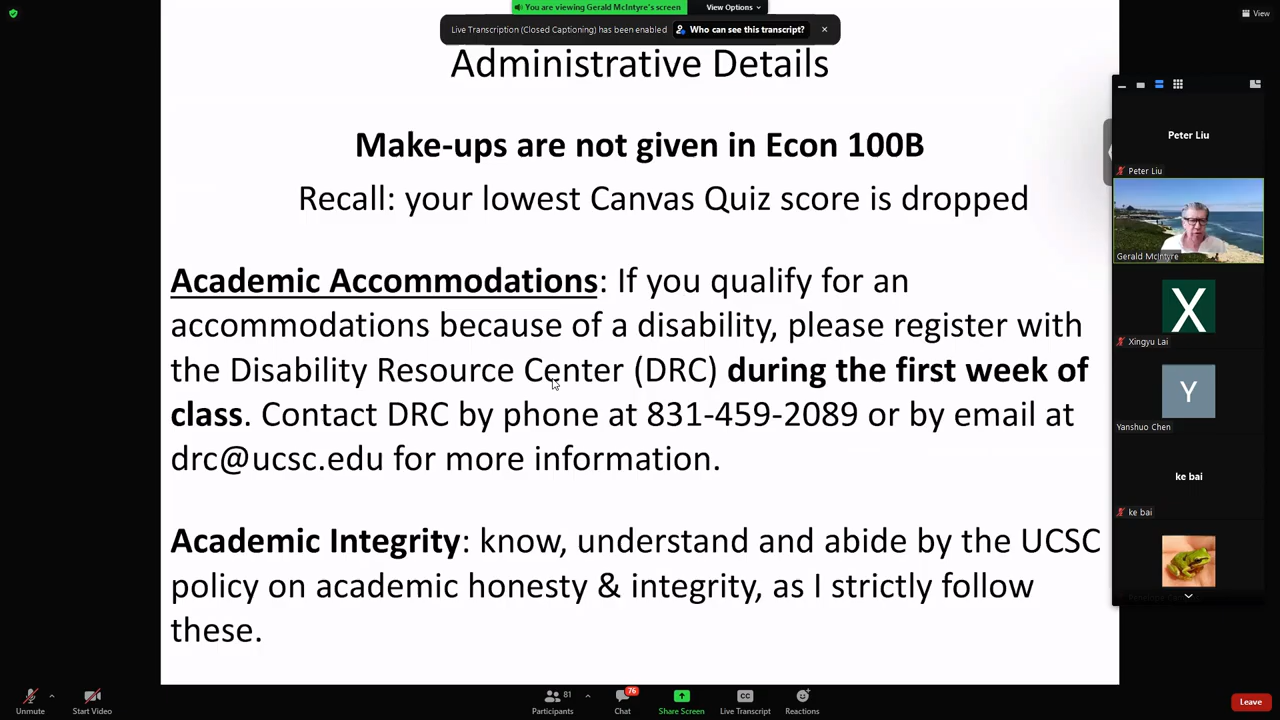 You are viewing Gerald McIntyre's screen
View Options
View
Live Transcription (Closed Captioning) has been enabled
Who can see this transcript?
Administrative Details
Make-ups are not given in Econ 100B
Recall: your lowest Canvas Quiz score is dropped
Academic Accommodations: If you qualify for an
accommodations because of a disability, please register with
the Disability Resource Center (DRC) during the first week of
class. Contact DRC by phone at 831-459-2089 or by email at
drc@ucsc.edu for more information.
Academic Integrity: know, understand and abide by the UCSC
policy on academic honesty & integrity, as I strictly follow
these.
Peter Liu
Peter Liu
Gerald McIntyre
X
Xingyu Lai
Y
Yanshuo Chen
ke bai
ke bai
Unmute
Start Video
Participants
81
Chat
76
Share Screen
CC
Live Transcript
Reactions
Leave